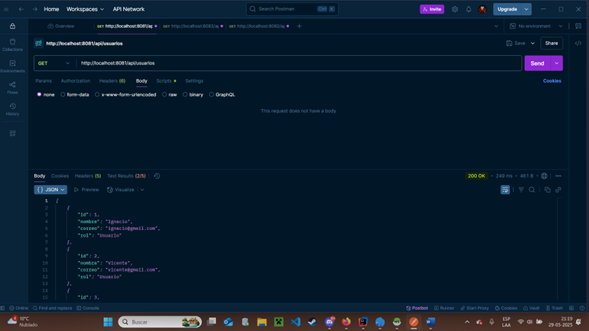 Home Workspaces API Network
Search Postman Ctrl K
Invite
Upgrade
Overview
GET http://localhost:8081/ap
GET http://localhost:8082/a
GET http://localhost:8082/aj
No environment
http://localhost:8081/api/usuarios
Save
Share
GET
http://localhost:8081/api/usuarios
Send
Params Authorization Headers (6) Body Scripts Settings
Cookies
none form-data x-www-form-urlencoded raw binary GraphQL
This request does not have a body
Collections
Environments
Flows
History
Body Cookies Headers (5) Test Results (2/5)
200 OK
249 ms
461 B
{} JSON
Preview
Visualize
1 [
2 {
3 "id": 1,
4 "nombre": "Ignacio",
5 "correo": "ignacio@gmail.com",
6 "rol": "Usuario"
7 },
8 {
9 "id": 2,
10 "nombre": "Vicente",
11 "correo": "vicente@gmail.com",
12 "rol": "Usuario"
13 },
14 {
15 "id": 3,
Online
Find and replace
Console
Postbot
Runner
Start Proxy
Cookies
Vault
Trash
10°C
Nublado
Buscar
ESP
LAA
23:19
29-05-2025